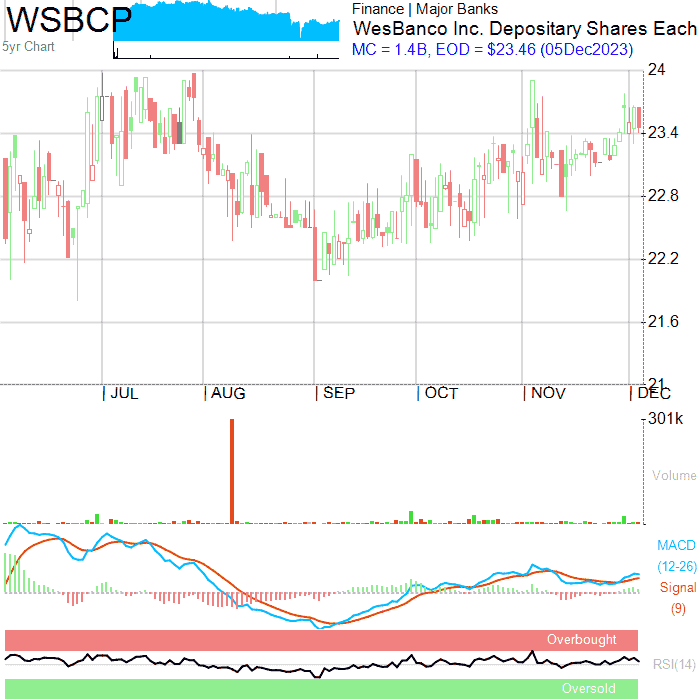 WSBCP
5yr Chart
Finance | Major Banks
WesBanco Inc. Depositary Shares Each
MC = 1.4B, EOD = $23.46 (05Dec2023)
24
23.4
22.8
22.2
21.6
21
JUL AUG SEP OCT NOV DEC
301k
Volume
MACD
(12-26)
Signal
(9)
Overbought
RSI(14)
Oversold